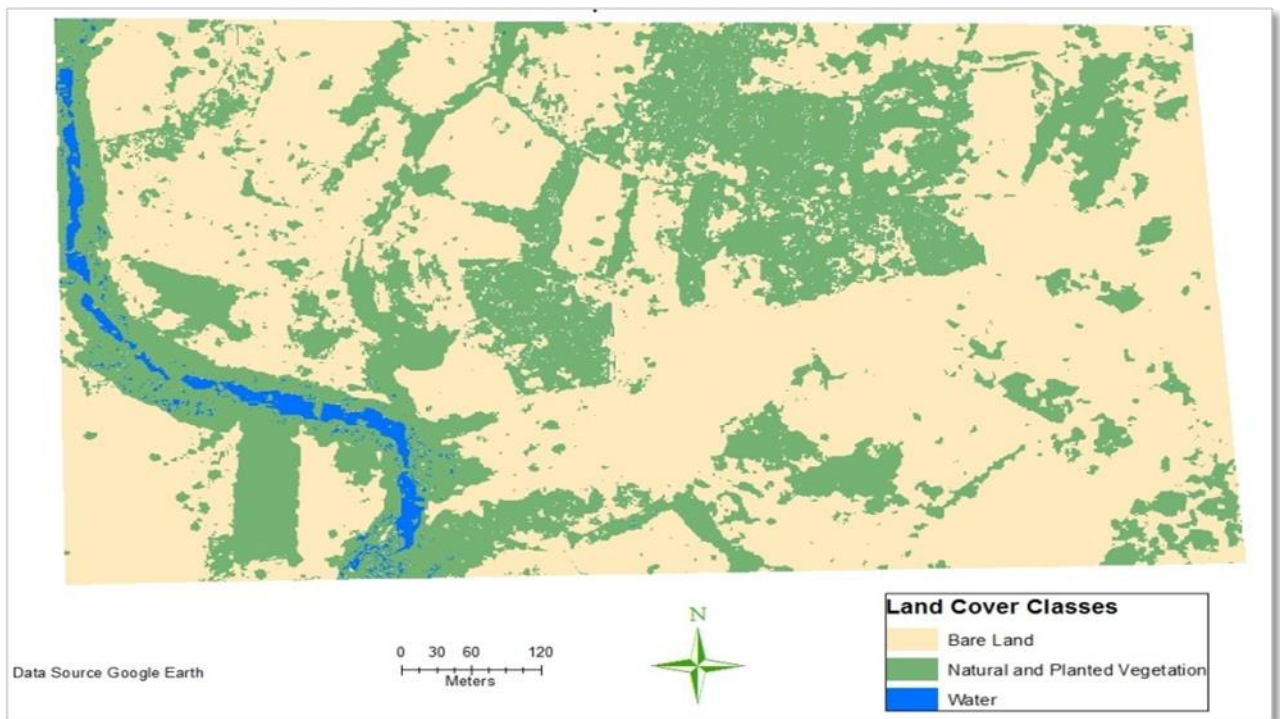 Data Source Google Earth
0 30 60 120
Meters
N
Land Cover Classes
Bare Land
Natural and Planted Vegetation
Water